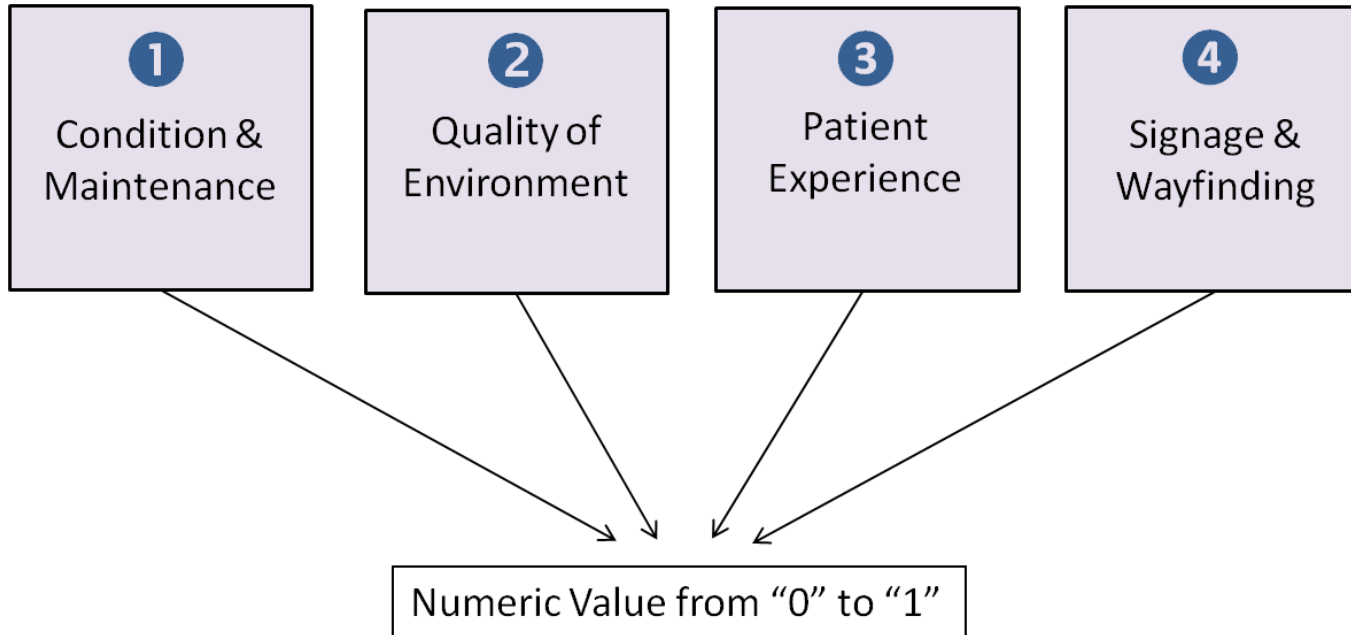 1
Condition &
Maintenance
2
Quality of
Environment
3
Patient
Experience
4
Signage &
Wayfinding
Numeric Value from “0” to “1”